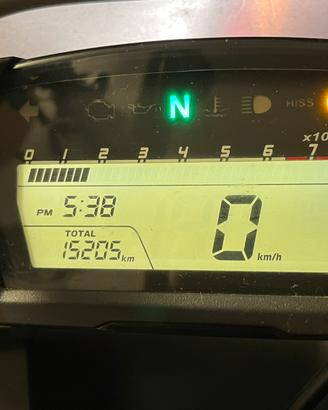 N
HISS
x10
0 1 2 3 4 5 6 7
PM 5:38
TOTAL
15205 km
0 km/h